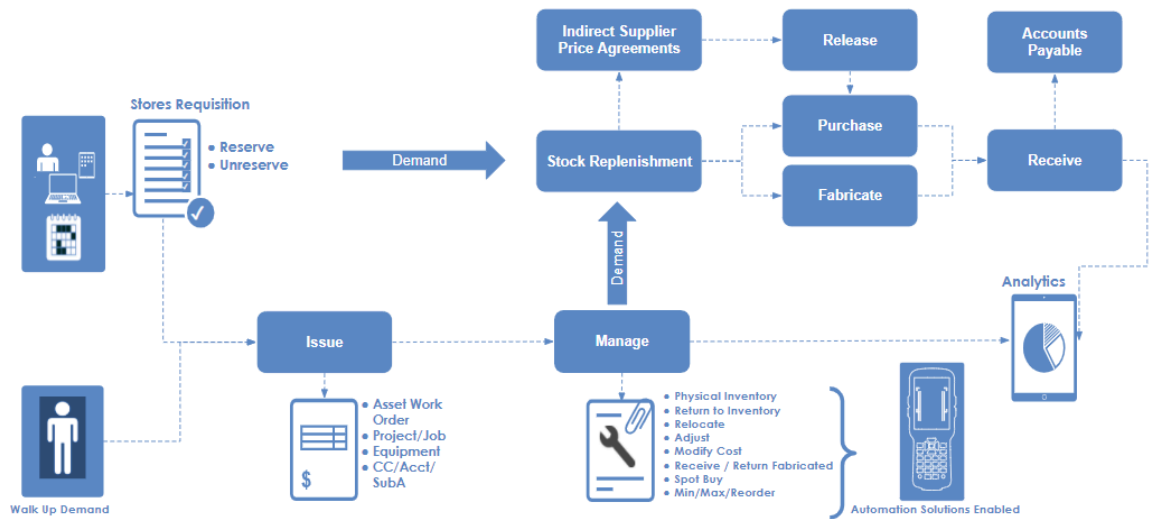 Indirect Supplier
Price Agreements
Release
Accounts
Payable
Stores Requisition
• Reserve
• Unreserve
Demand
Stock Replenishment
Purchase
Fabricate
Receive
Demand
Analytics
Issue
Manage
• Asset Work
Order
• Project/Job
• Equipment
• CC/Acct/
SubA
$
• Physical Inventory
• Return to Inventory
• Relocate
• Adjust
• Modify Cost
• Receive / Return Fabricated
• Spot Buy
• Min/Max/Reorder
Walk Up Demand
Automation Solutions Enabled